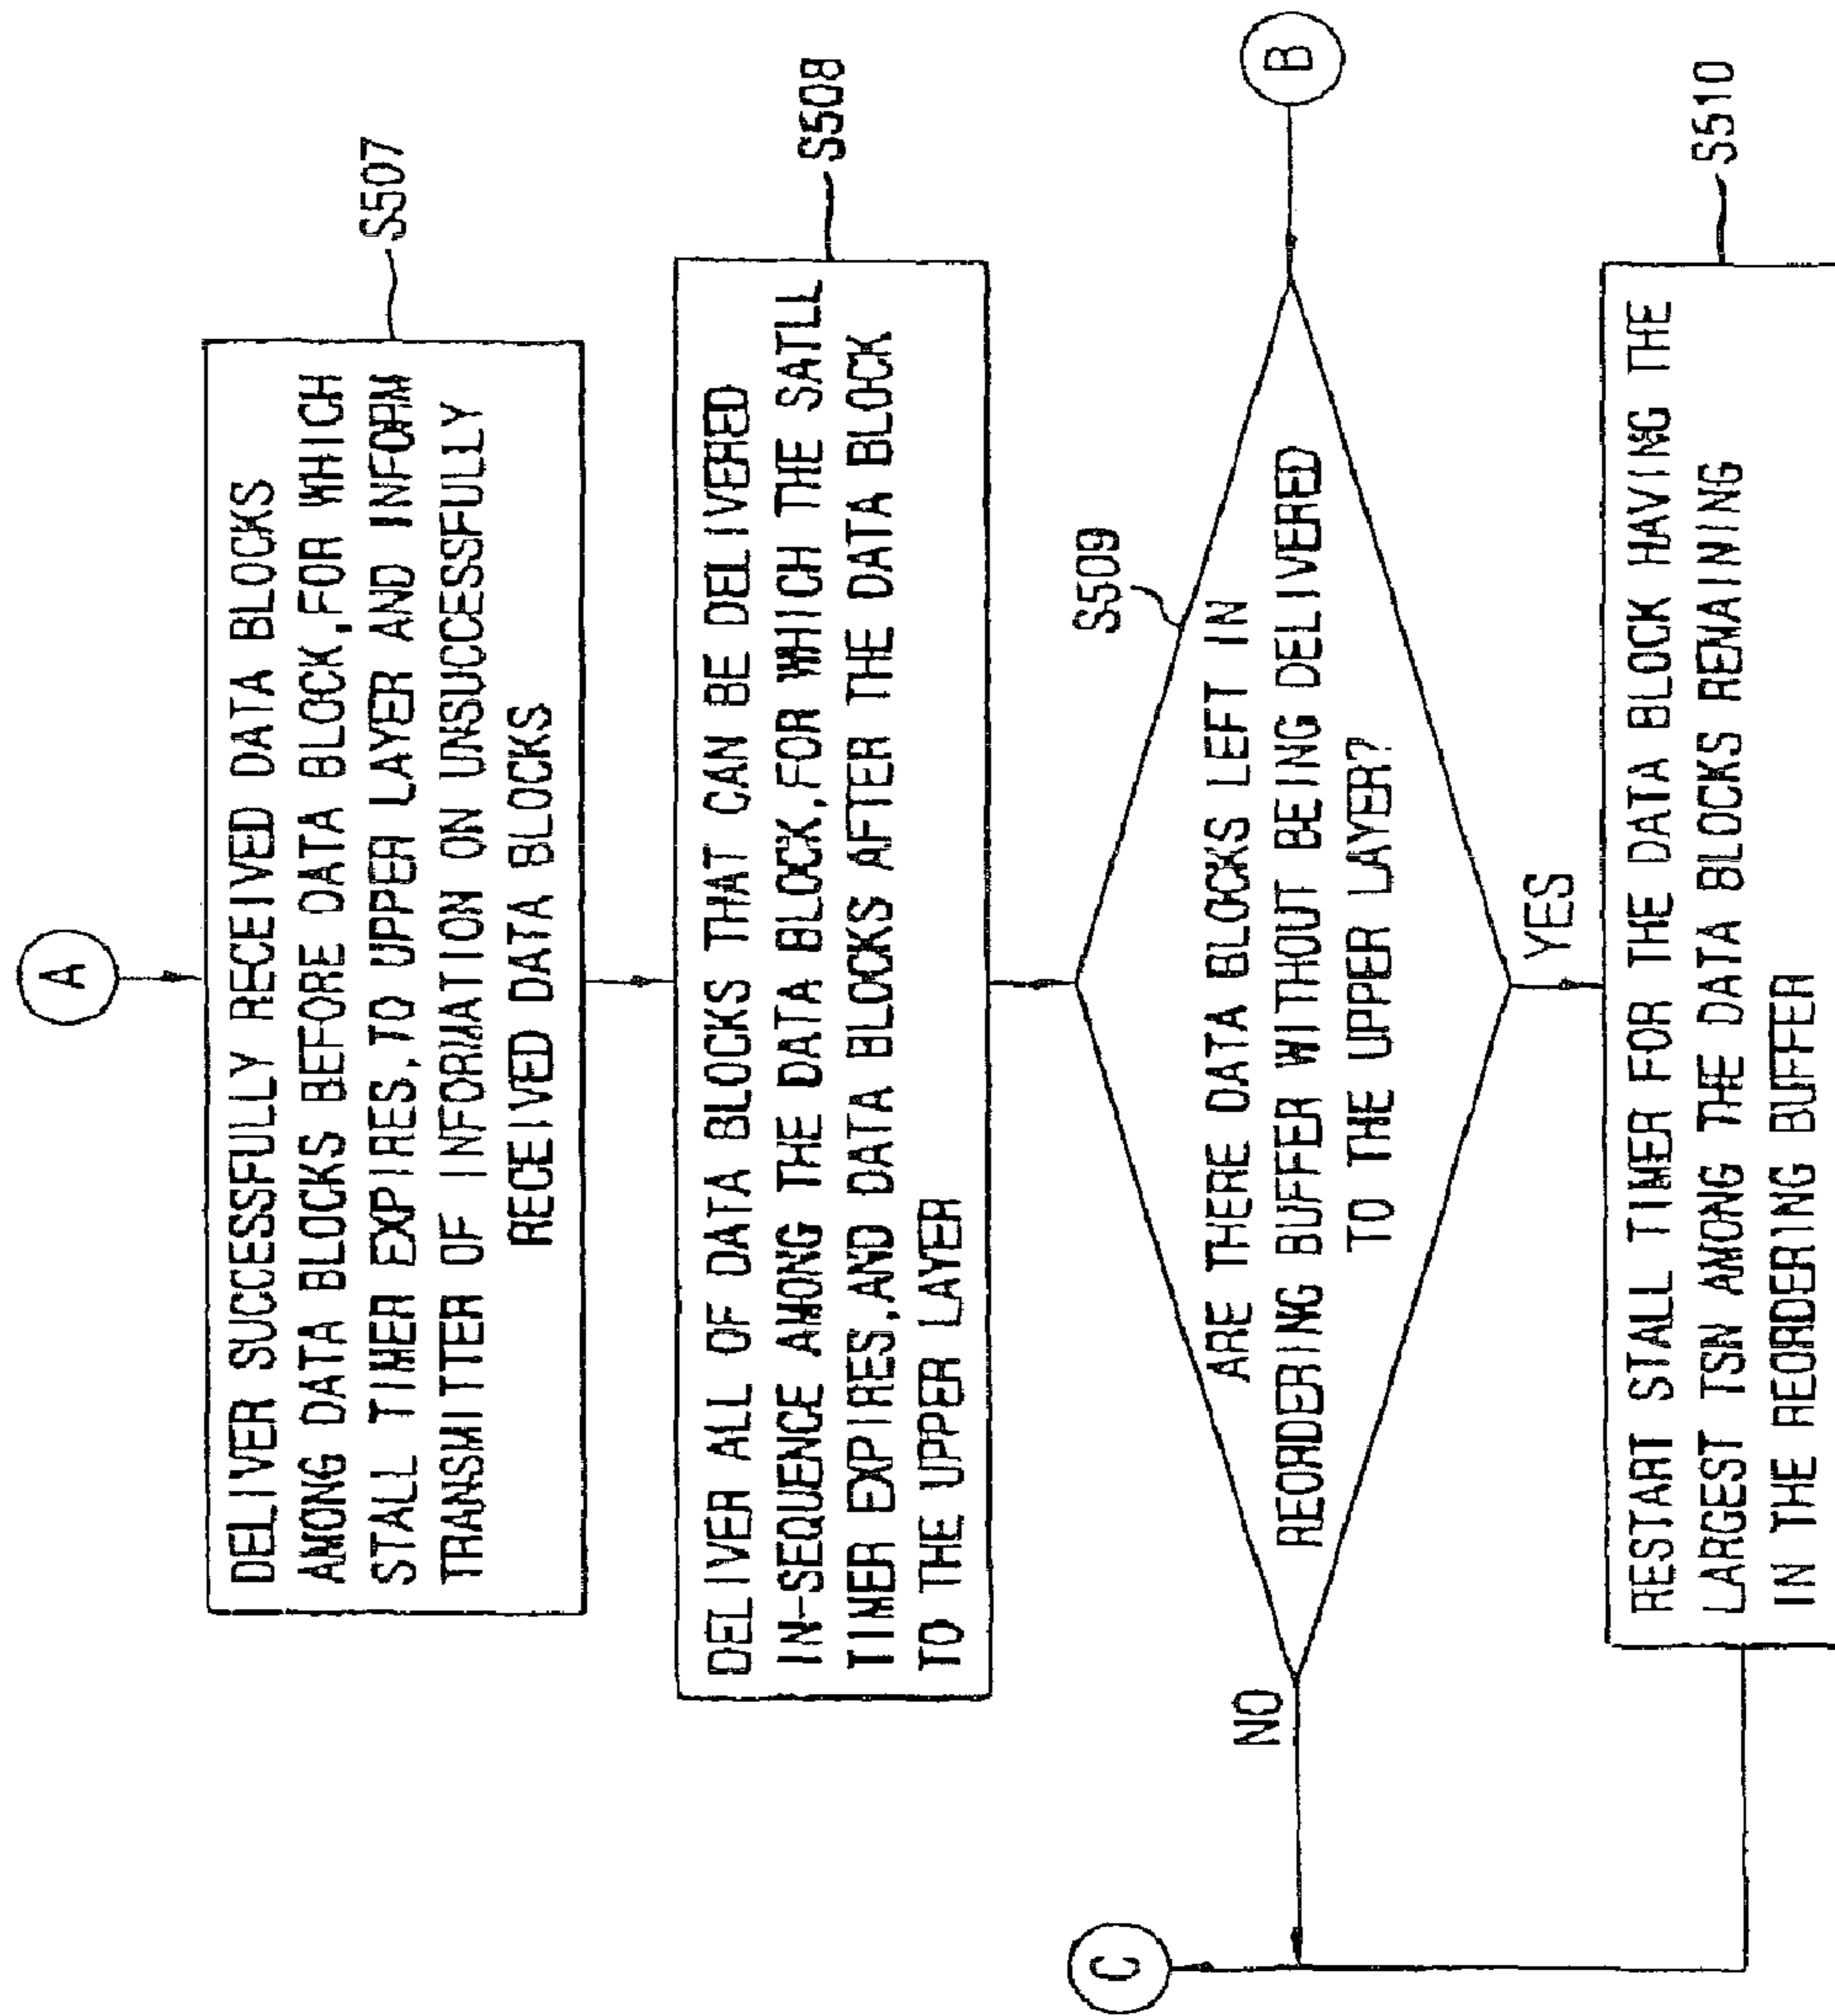 A
DELIVER SUCCESSFULLY RECEIVED DATA BLOCKS
AMONG DATA BLOCKS BEFORE DATA BLOCK,FOR WHICH
STALL TIMER EXPIRES,TO UPPER LAYER AND INFORM
TRANSMITTER OF INFORMATION ON UNSUCCESSFULLY
RECEIVED DATA BLOCKS
S507
DELIVER ALL OF DATA BLOCKS THAT CAN BE DELIVERED
IN-SEQUENCE AMONG THE DATA BLOCK,FOR WHICH THE SATLL
TIMER EXPIRES,AND DATA BLOCKS AFTER THE DATA BLOCK
TO THE UPPER LAYER
S508
S509
ARE THERE DATA BLOCKS LEFT IN
REORDERING BUFFER WITHOUT BEING DELIVERED
TO THE UPPER LAYER?
B
NO
C
YES
RESTART STALL TIMER FOR THE DATA BLOCK HAVING THE
LARGEST TSN AMONG THE DATA BLOCKS REMAINING
IN THE REORDERING BUFFER
S510